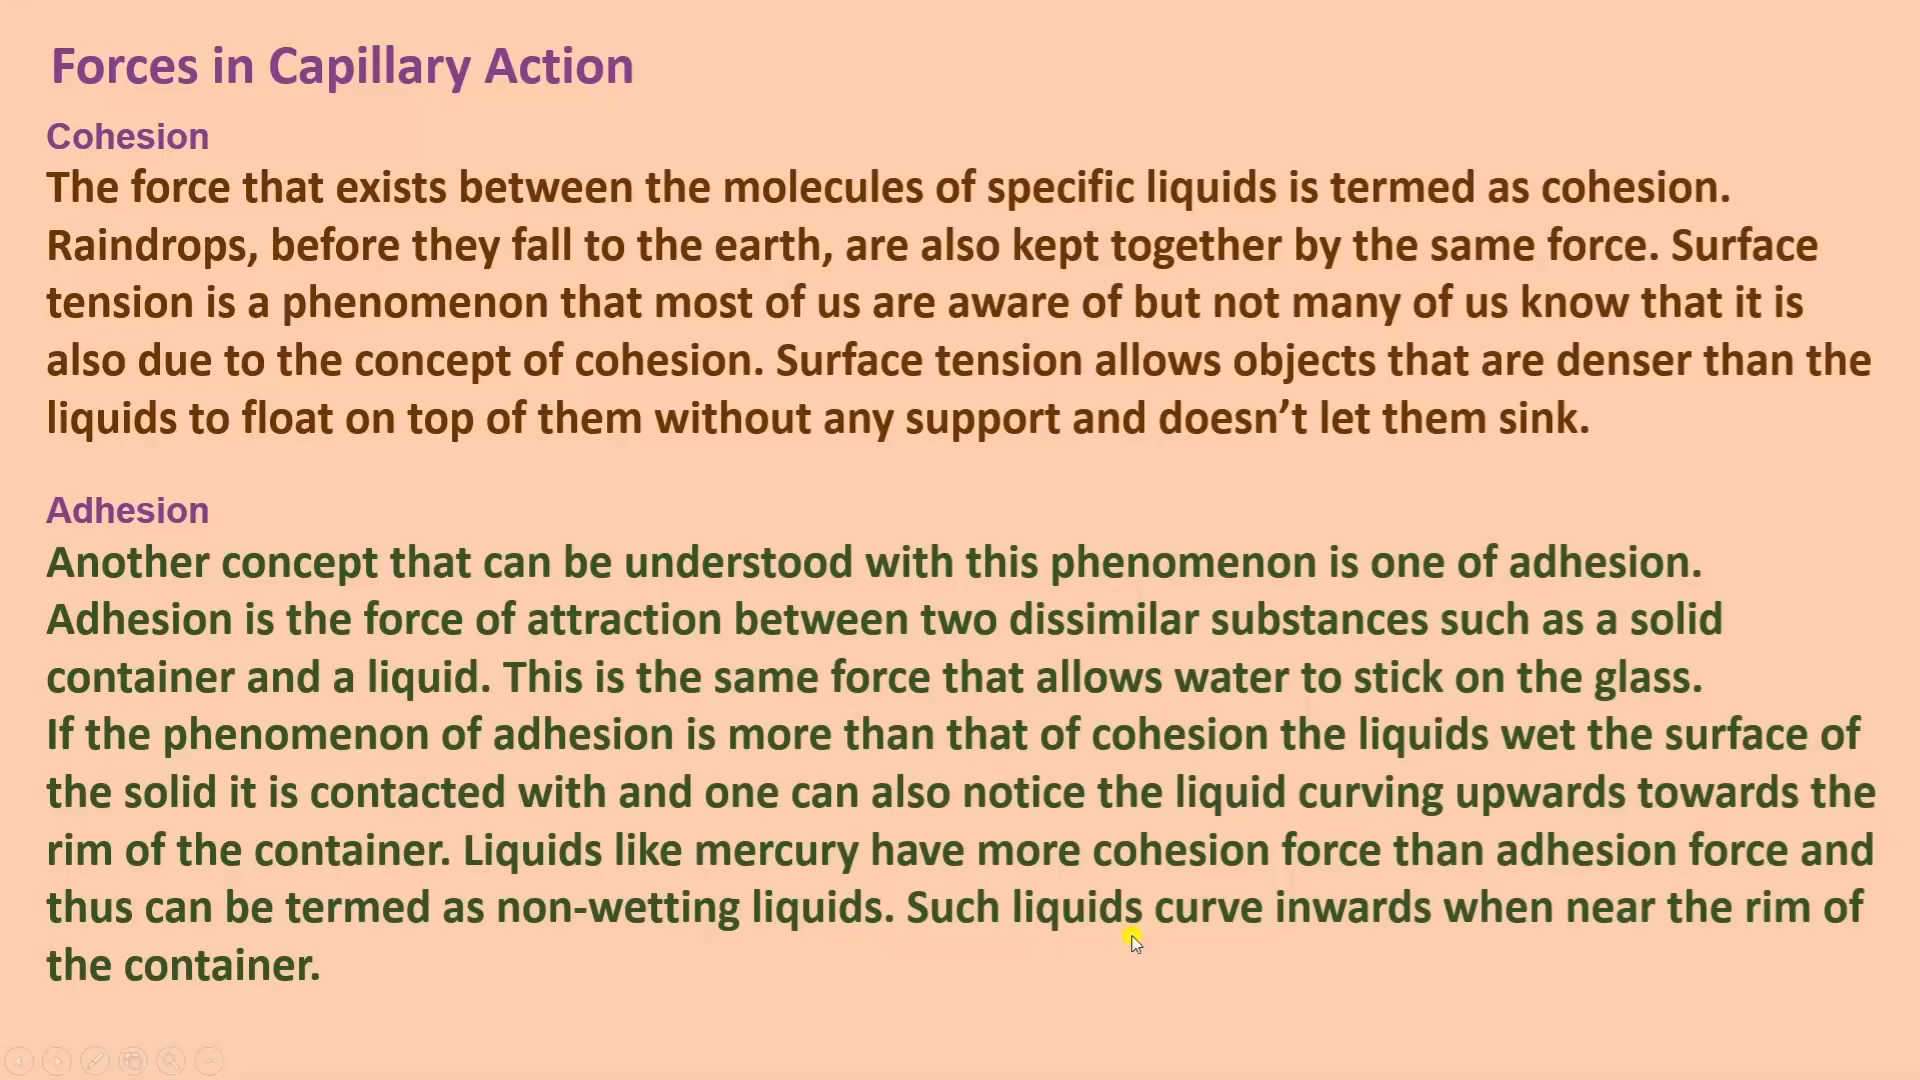 Forces in Capillary Action
Cohesion
The force that exists between the molecules of specific liquids is termed as cohesion.
Raindrops, before they fall to the earth, are also kept together by the same force. Surface
tension is a phenomenon that most of us are aware of but not many of us know that it is
also due to the concept of cohesion. Surface tension allows objects that are denser than the
liquids to float on top of them without any support and doesn’t let them sink.
Adhesion
Another concept that can be understood with this phenomenon is one of adhesion.
Adhesion is the force of attraction between two dissimilar substances such as a solid
container and a liquid. This is the same force that allows water to stick on the glass.
If the phenomenon of adhesion is more than that of cohesion the liquids wet the surface of
the solid it is contacted with and one can also notice the liquid curving upwards towards the
rim of the container. Liquids like mercury have more cohesion force than adhesion force and
thus can be termed as non-wetting liquids. Such liquids curve inwards when near the rim of
the container.